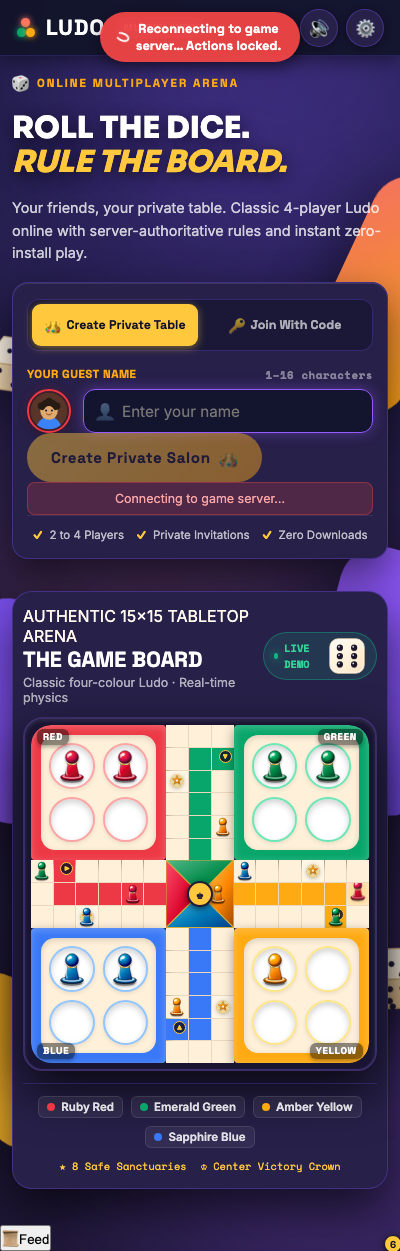 LUDO
Reconnecting to game
server... Actions locked.
ONLINE MULTIPLAYER ARENA
ROLL THE DICE.
RULE THE BOARD.
Your friends, your private table. Classic 4-player Ludo
online with server-authoritative rules and instant zero-
install play.
Create Private Table
Join With Code
YOUR GUEST NAME
1–16 characters
Enter your name
Create Private Salon
Connecting to game server...
2 to 4 Players
Private Invitations
Zero Downloads
AUTHENTIC 15×15 TABLETOP
ARENA
THE GAME BOARD
Classic four-colour Ludo · Real-time
physics
LIVE
DEMO
RED
GREEN
BLUE
YELLOW
Ruby Red
Emerald Green
Amber Yellow
Sapphire Blue
★ 8 Safe Sanctuaries
♔ Center Victory Crown
Feed
6